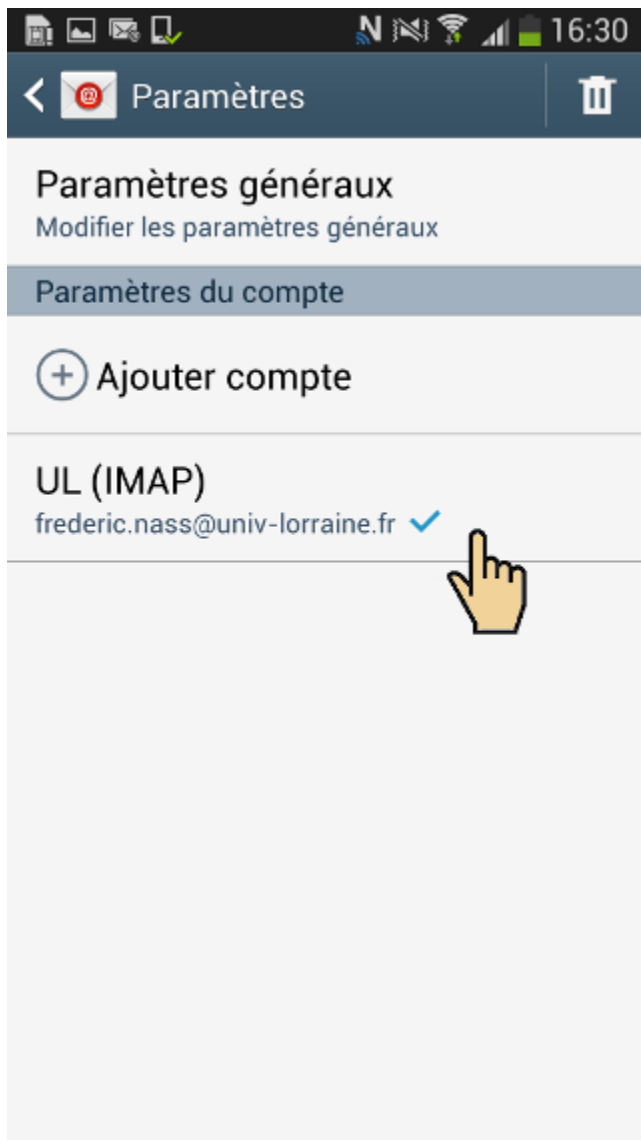 16:30
Paramètres
Paramètres généraux
Modifier les paramètres généraux
Paramètres du compte
Ajouter compte
UL (IMAP)
frederic.nass@univ-lorraine.fr